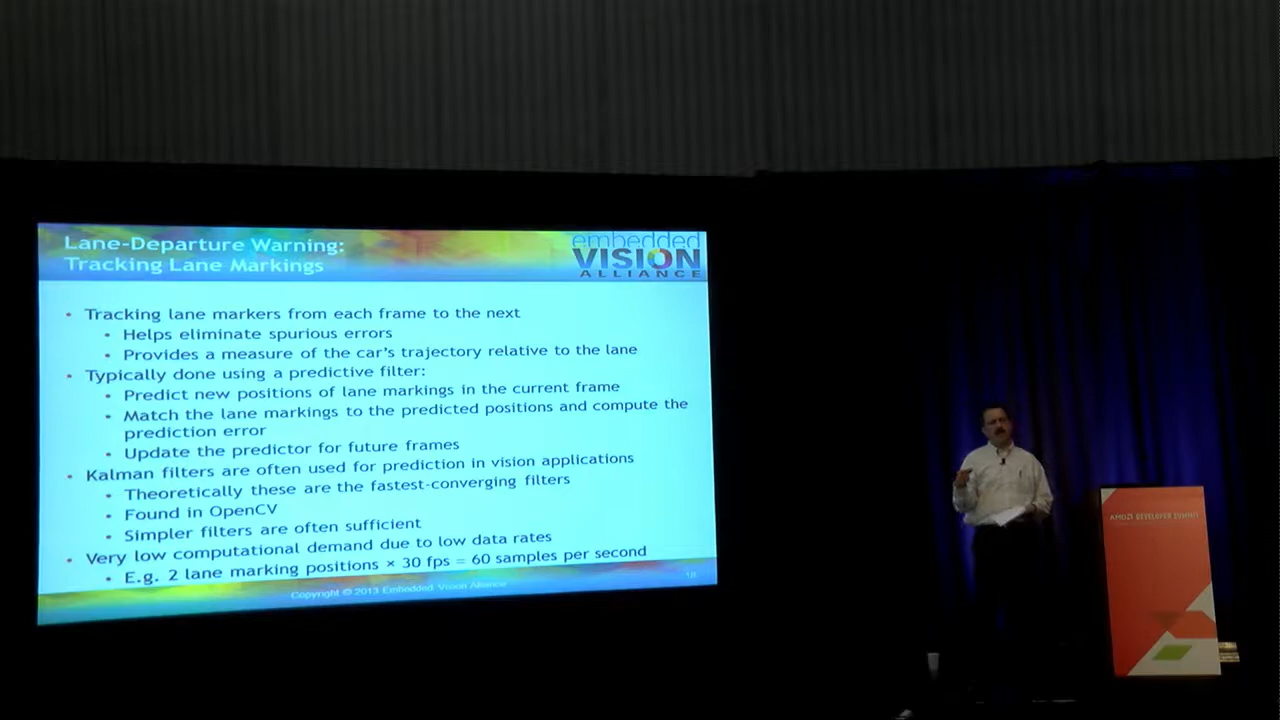 Lane-Departure Warning:
Tracking Lane Markings
embedded
VISION
ALLIANCE
• Tracking lane markers from each frame to the next
• Helps eliminate spurious errors
• Provides a measure of the car's trajectory relative to the lane
• Typically done using a predictive filter:
• Predict new positions of lane markings in the current frame
• Match the lane markings to the predicted positions and compute the
prediction error
• Update the predictor for future frames
• Kalman filters are often used for prediction in vision applications
• Theoretically these are the fastest-converging filters
• Found in OpenCV
• Simpler filters are often sufficient
• Very low computational demand due to low data rates
• E.g. 2 lane marking positions × 30 fps = 60 samples per second
Copyright © 2013 Embedded Vision Alliance
18
DEVELOPER SUMMIT